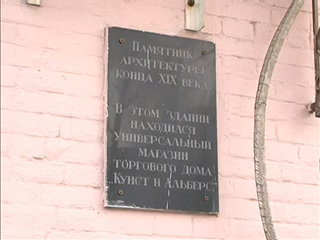 Памятник
архитектуры
конца XIX века
В этом здании
находился
универсальный
магазин
торгового дома
„Кунст и Альберс"